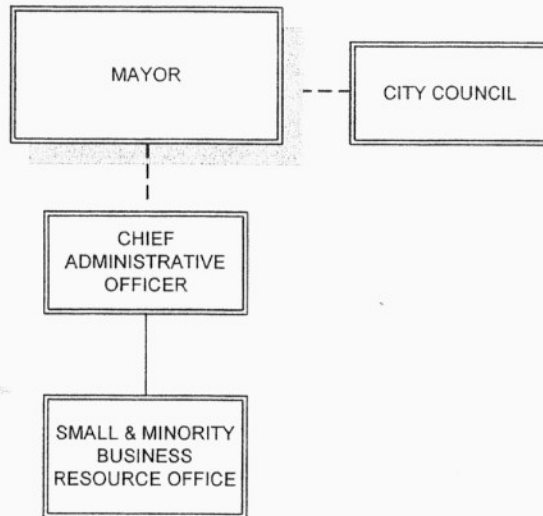 MAYOR
CITY COUNCIL
CHIEF
ADMINISTRATIVE
OFFICER
SMALL & MINORITY
BUSINESS
RESOURCE OFFICE